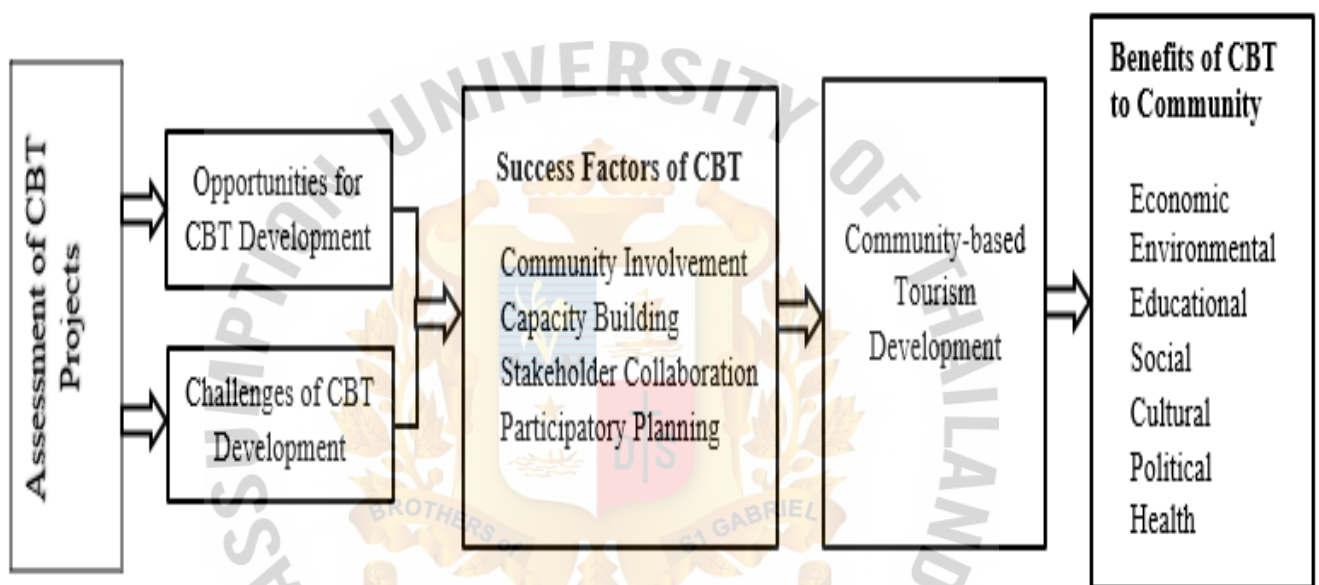 Assessment of CBT
Projects
Opportunities for
CBT Development
Challenges of CBT
Development
Success Factors of CBT
Community Involvement
Capacity Building
Stakeholder Collaboration
Participatory Planning
Community-based
Tourism
Development
Benefits of CBT
to Community
Economic
Environmental
Educational
Social
Cultural
Political
Health
ASSUMPTION UNIVERSITY OF THAILAND
BROTHERS of
ST GABRIEL
D S